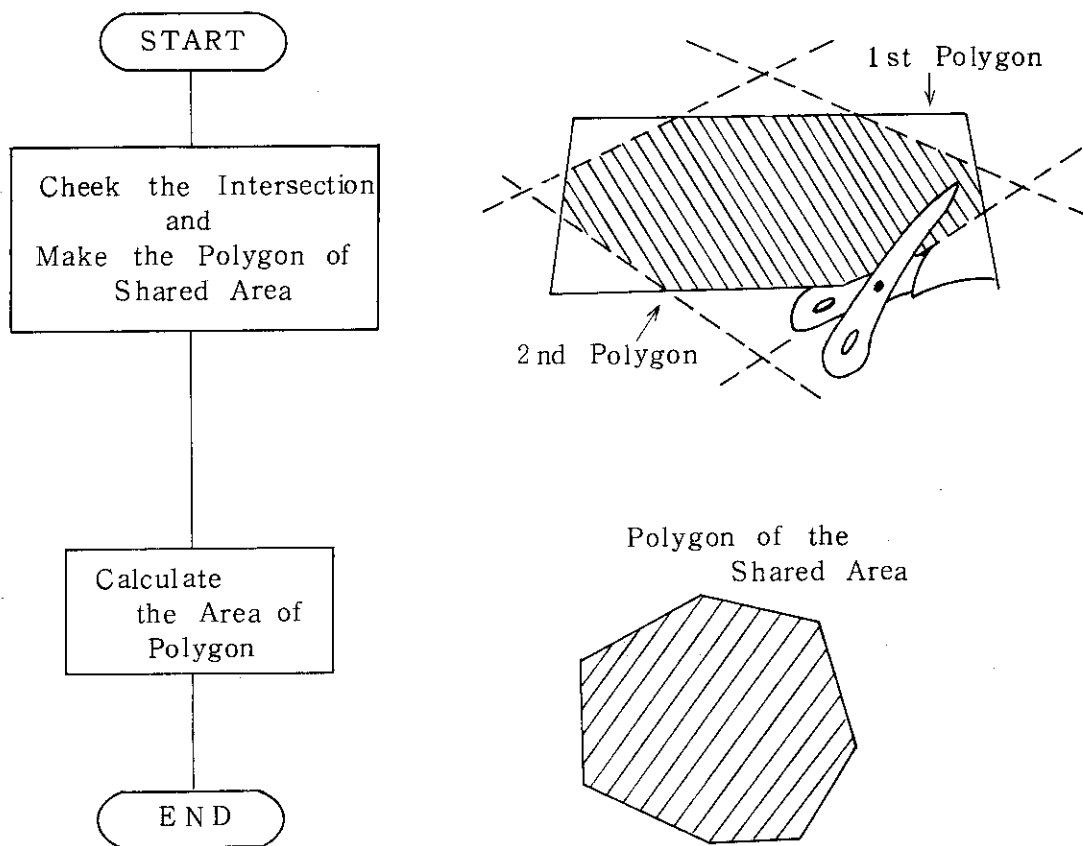 START
Cheek the Intersection
and
Make the Polygon of
Shared Area
Calculate
the Area of
Polygon
END
1st Polygon
2nd Polygon
Polygon of the
Shared Area